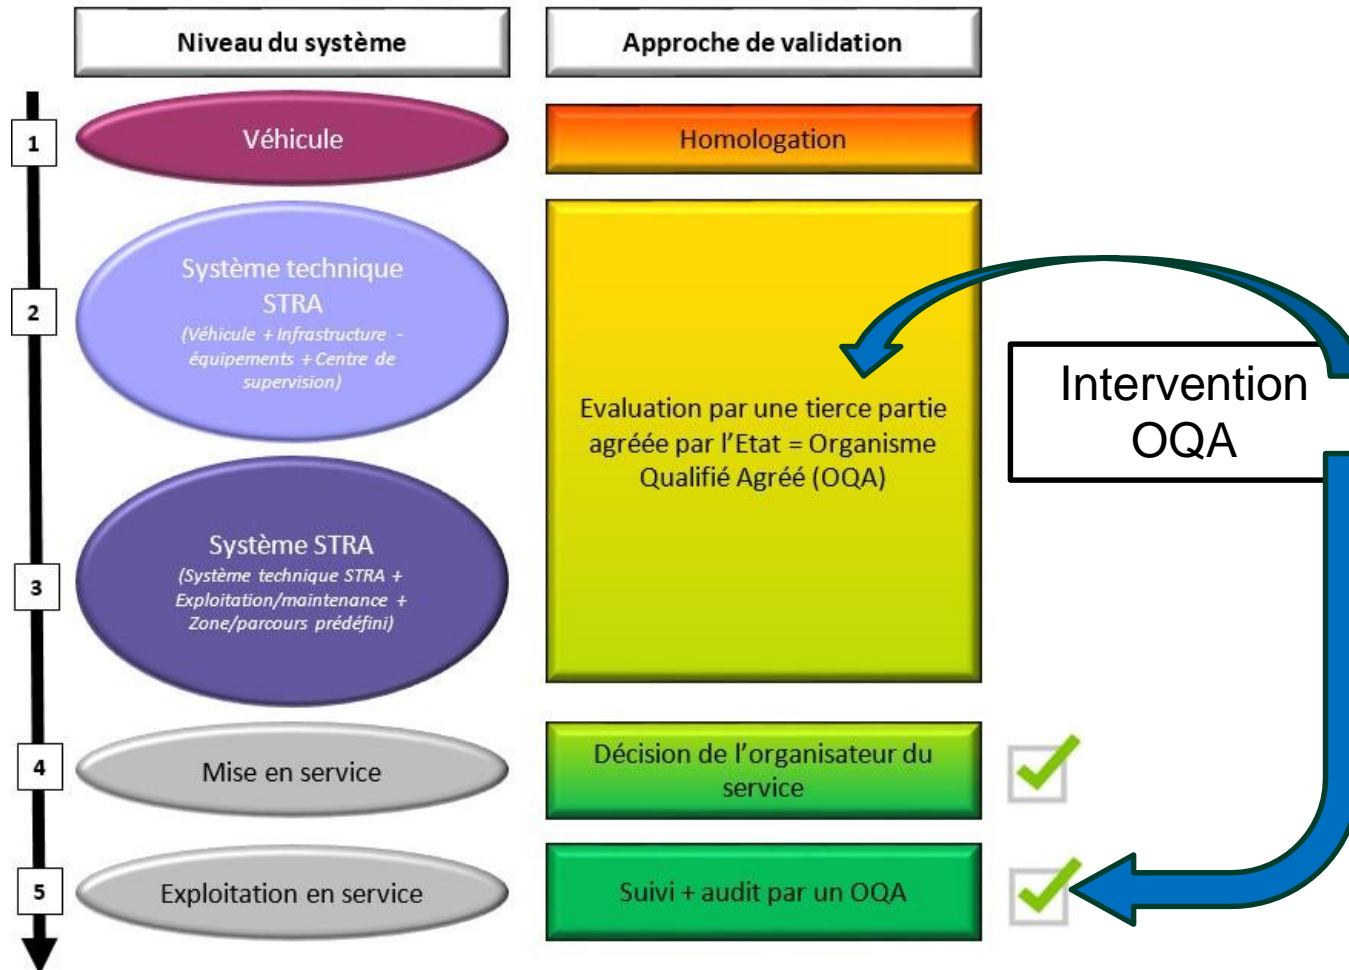 Niveau du système
Approche de validation
1
Véhicule
Homologation
2
Système technique
STRA
(Véhicule + Infrastructure -
équipements + Centre de
supervision)
Evaluation par une tierce partie
agréée par l'Etat = Organisme
Qualifié Agréé (OQA)
Intervention
OQA
3
Système STRA
(Système technique STRA +
Exploitation/maintenance +
Zone/parcours prédéfini)
4
Mise en service
Décision de l'organisateur du
service
5
Exploitation en service
Suivi + audit par un OQA